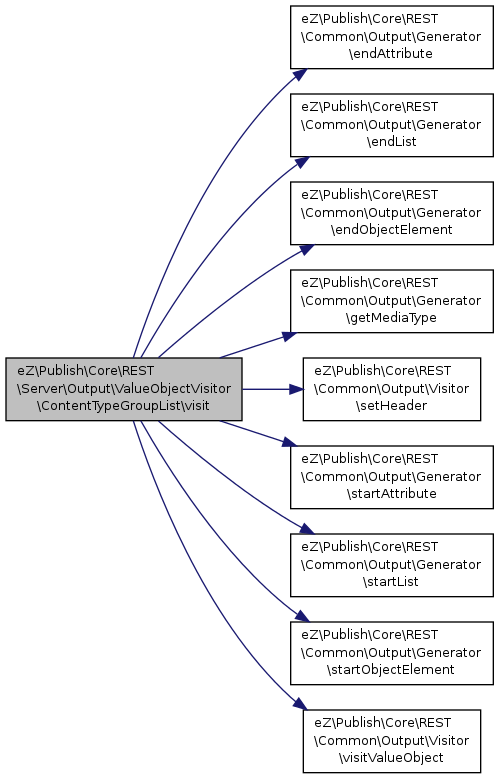 eZ\Publish\Core\REST
\Common\Output\Generator
\endAttribute
eZ\Publish\Core\REST
\Common\Output\Generator
\endList
eZ\Publish\Core\REST
\Common\Output\Generator
\endObjectElement
eZ\Publish\Core\REST
\Common\Output\Generator
\getMediaType
eZ\Publish\Core\REST
\Server\Output\ValueObjectVisitor
\ContentTypeGroupList\visit
eZ\Publish\Core\REST
\Common\Output\Visitor
\setHeader
eZ\Publish\Core\REST
\Common\Output\Generator
\startAttribute
eZ\Publish\Core\REST
\Common\Output\Generator
\startList
eZ\Publish\Core\REST
\Common\Output\Generator
\startObjectElement
eZ\Publish\Core\REST
\Common\Output\Visitor
\visitValueObject